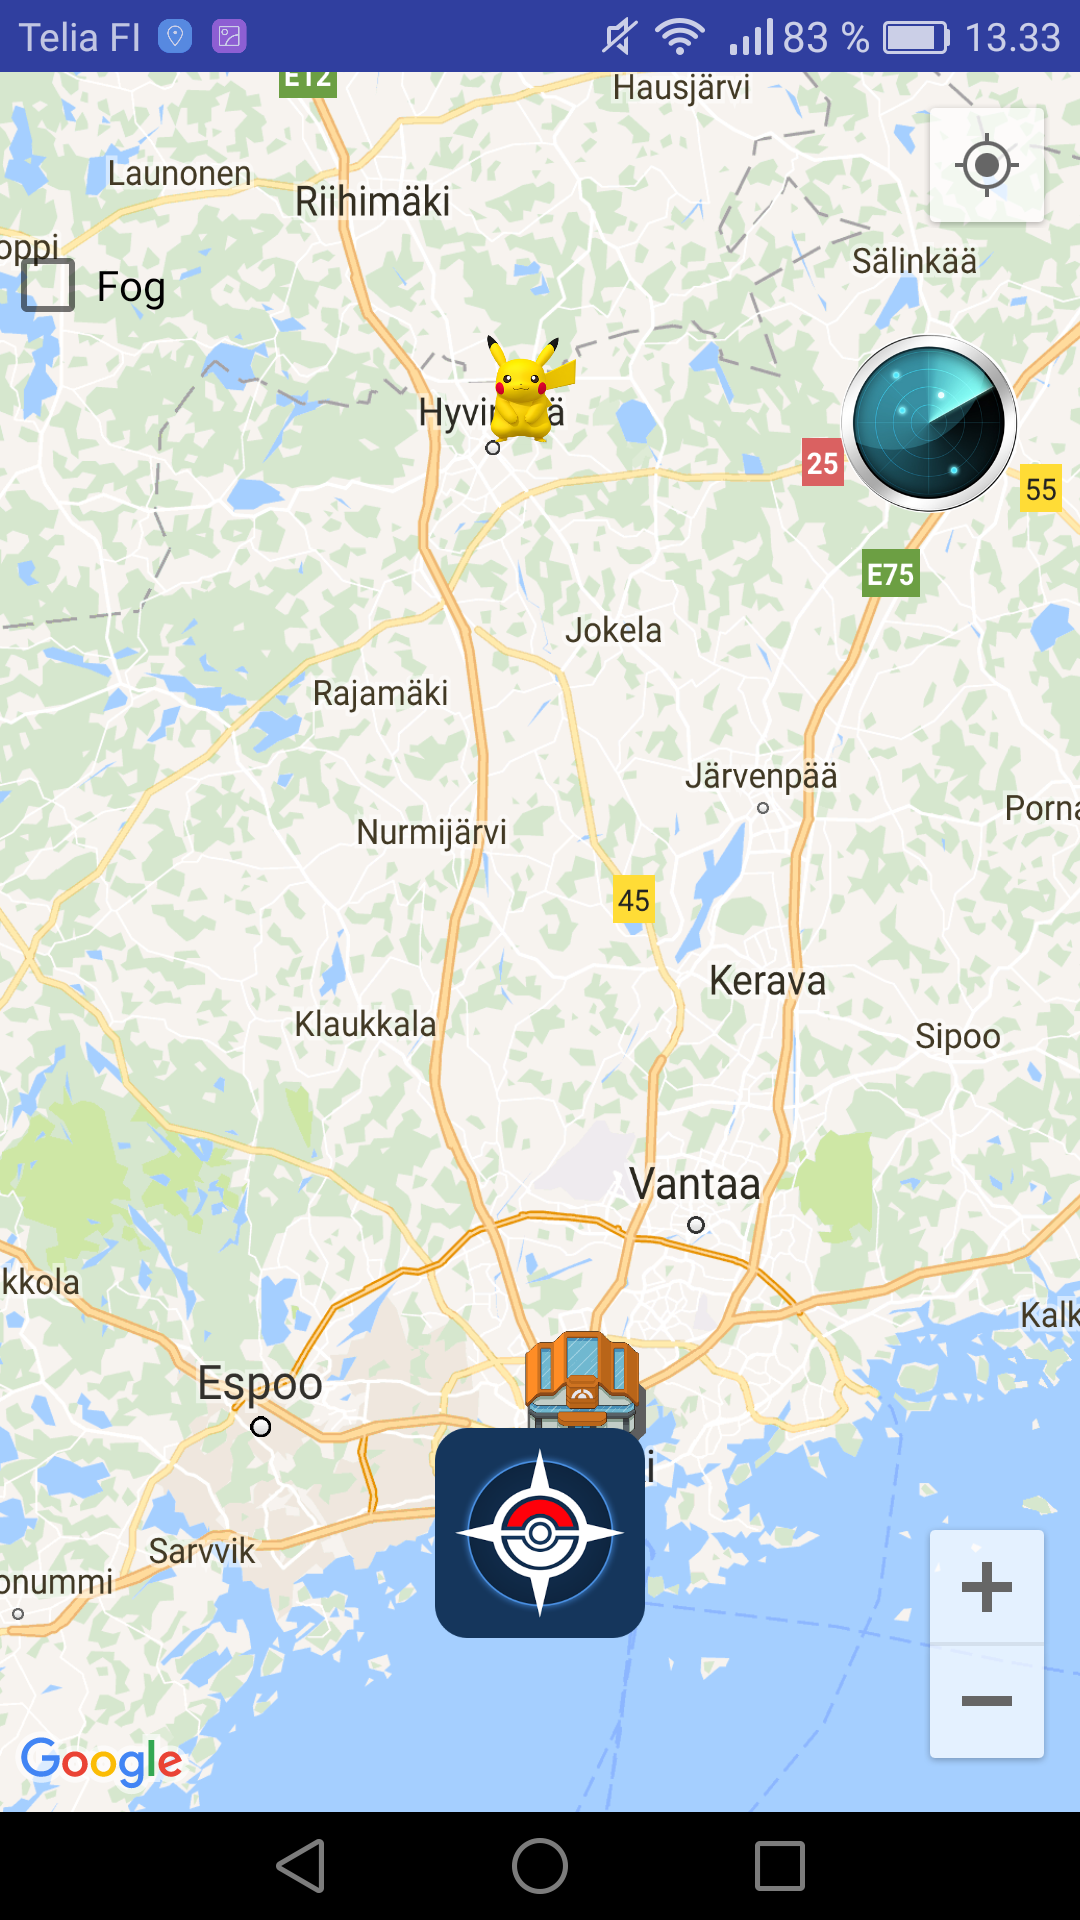 Telia FI 83 % 13.33
E12
Hausjärvi
Launonen
Riihimäki
oppi
Sälinkää
Fog
Hyvi ä
25
55
E75
Jokela
Rajamäki
Järvenpää
Porna
Nurmijärvi
45
Kerava
Klaukkala
Sipoo
Vantaa
kkola
Kalk
Espoo
i
Sarvvik
onummi
Google